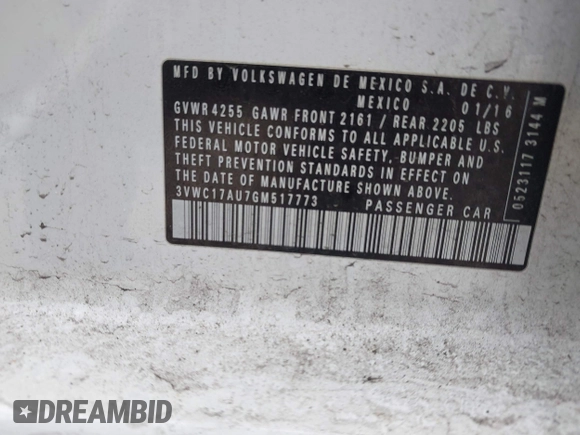 MFD BY VOLKSWAGEN DE MEXICO S.A. DE C.V.
MEXICO 01/16
GVWR 4255 GAWR FRONT 2161 / REAR 2205 LBS
THIS VEHICLE CONFORMS TO ALL APPLICABLE U.S.
FEDERAL MOTOR VEHICLE SAFETY, BUMPER AND
THEFT PREVENTION STANDARDS IN EFFECT ON
THE DATE OF MANUFACTURE SHOWN ABOVE.
3VWC17AU7GM517773 PASSENGER CAR
0523117 3144 M
DREAMBID